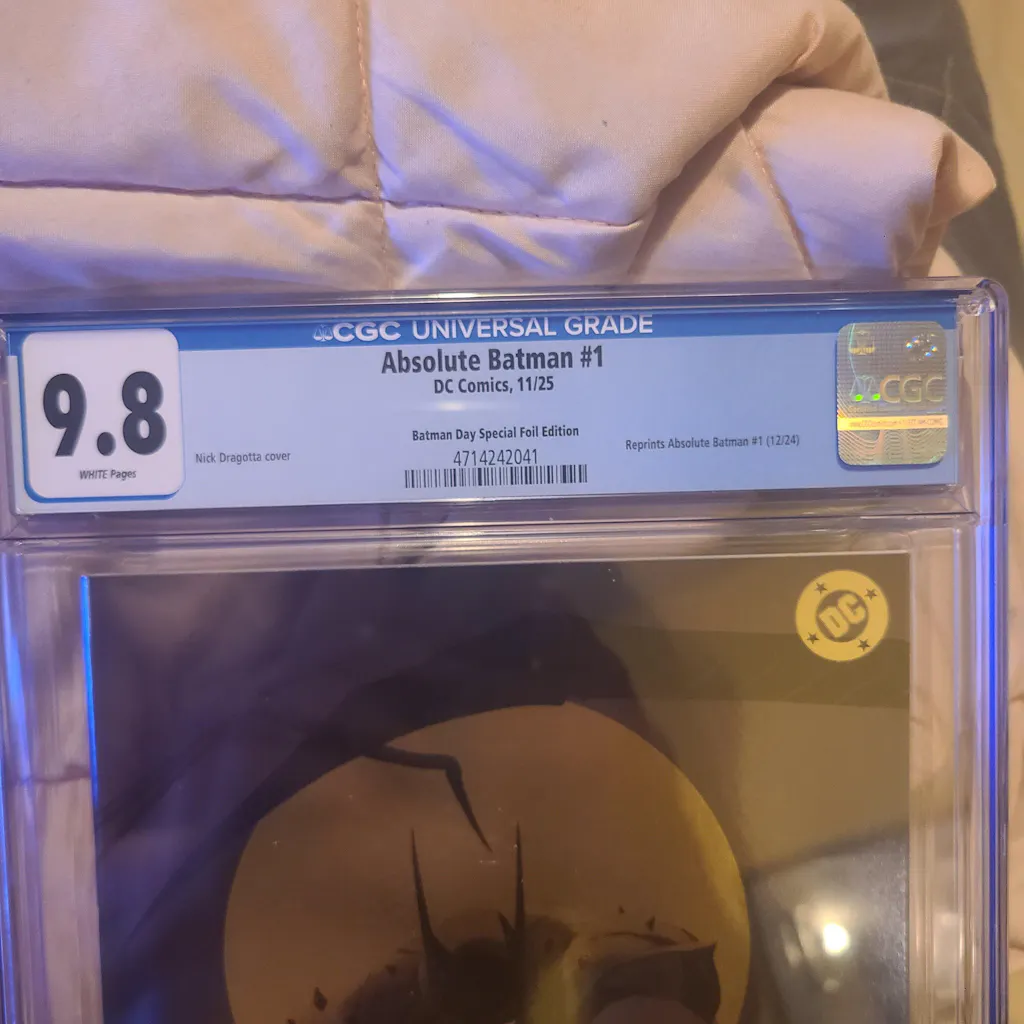 CGC UNIVERSAL GRADE
9.8
WHITE Pages
Absolute Batman #1
DC Comics, 11/25
Batman Day Special Foil Edition
Nick Dragotta cover
4714242041
Reprints Absolute Batman #1 (12/24)
CGC
DC